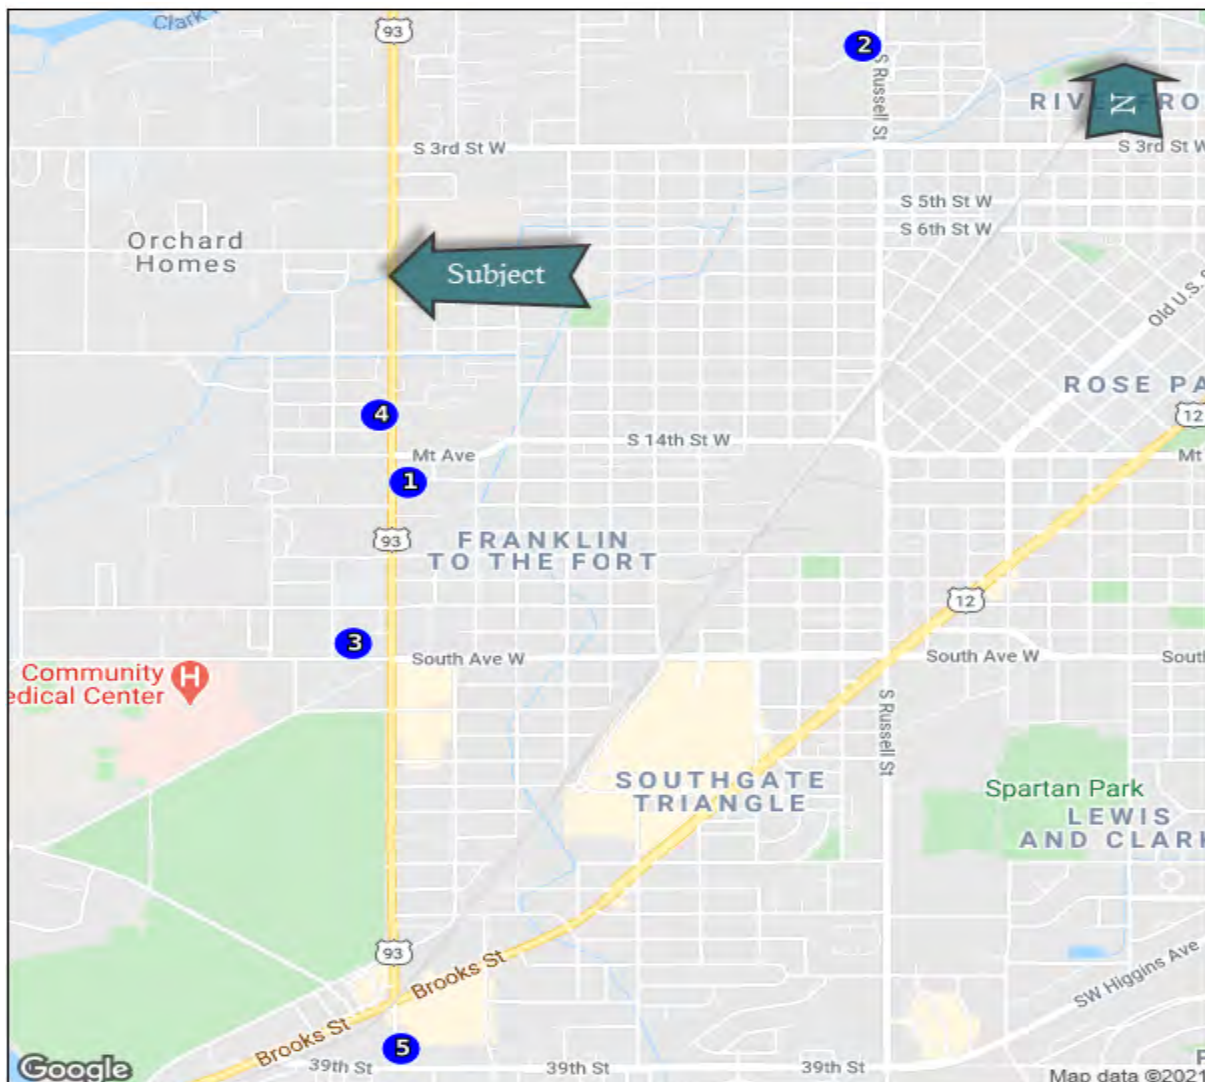 Clark
93
2
S Russell St
RIVE FRO
N
S 3rd St W
S 3rd St W
S 5th St W
S 6th St W
Orchard
Homes
Subject
Old U.S.
ROSE PA
12
4
S 14th St W
Mt Ave
Mt
1
93
FRANKLIN
TO THE FORT
12
3
South Ave W
South Ave W
Sout
Community
edical Center
H
S Russell St
SOUTHGATE
TRIANGLE
Spartan Park
LEWIS
AND CLARK
93
Brooks St
SW Higgins Ave
Brooks St
5
39th St
39th St
39th St
Google
Map data ©2021